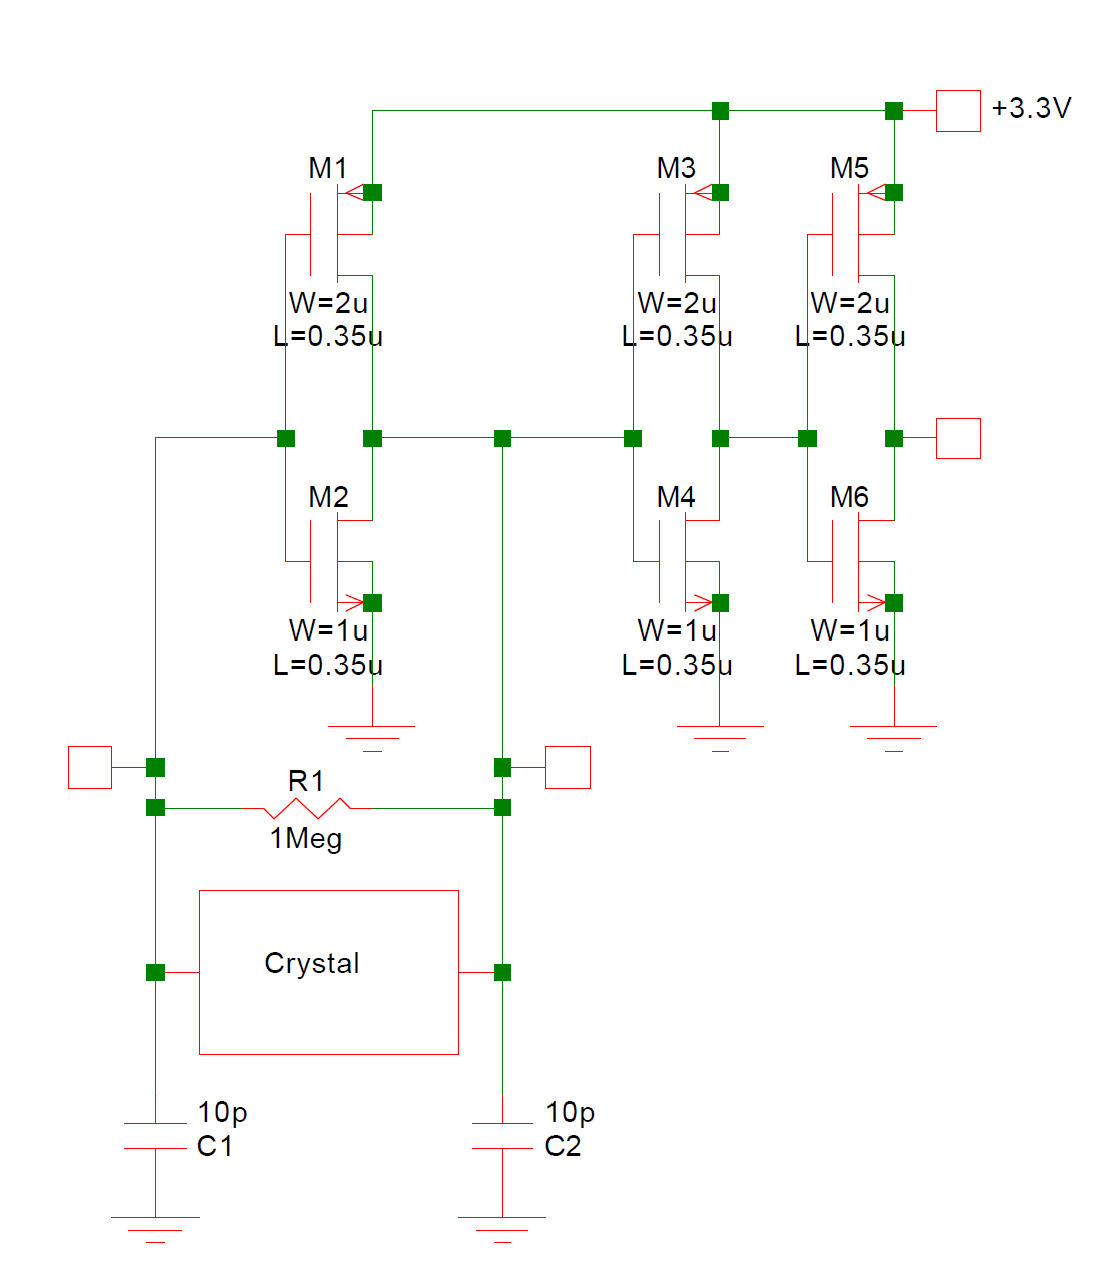 +3.3V
M1
M3
M5
W=2u
L=0.35u
W=2u
L=0.35u
W=2u
L=0.35u
M2
M4
M6
W=1u
L=0.35u
W=1u
L=0.35u
W=1u
L=0.35u
R1
1Meg
Crystal
10p
C1
10p
C2